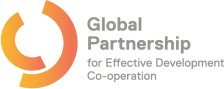 Global
Partnership
for Effective Development
Co-operation